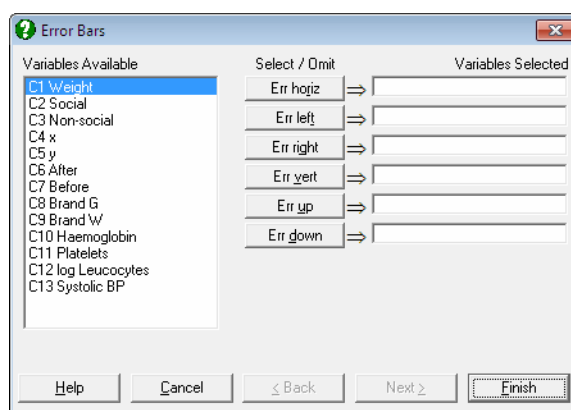 Error Bars
Variables Available
Select / Omit
Variables Selected
C1 Weight
C2 Social
C3 Non-social
C4 x
C5 y
C6 After
C7 Before
C8 Brand G
C9 Brand W
C10 Haemoglobin
C11 Platelets
C12 log Leucocytes
C13 Systolic BP
Err horiz
Err left
Err right
Err vert
Err up
Err down
Help
Cancel
< Back
Next >
Finish